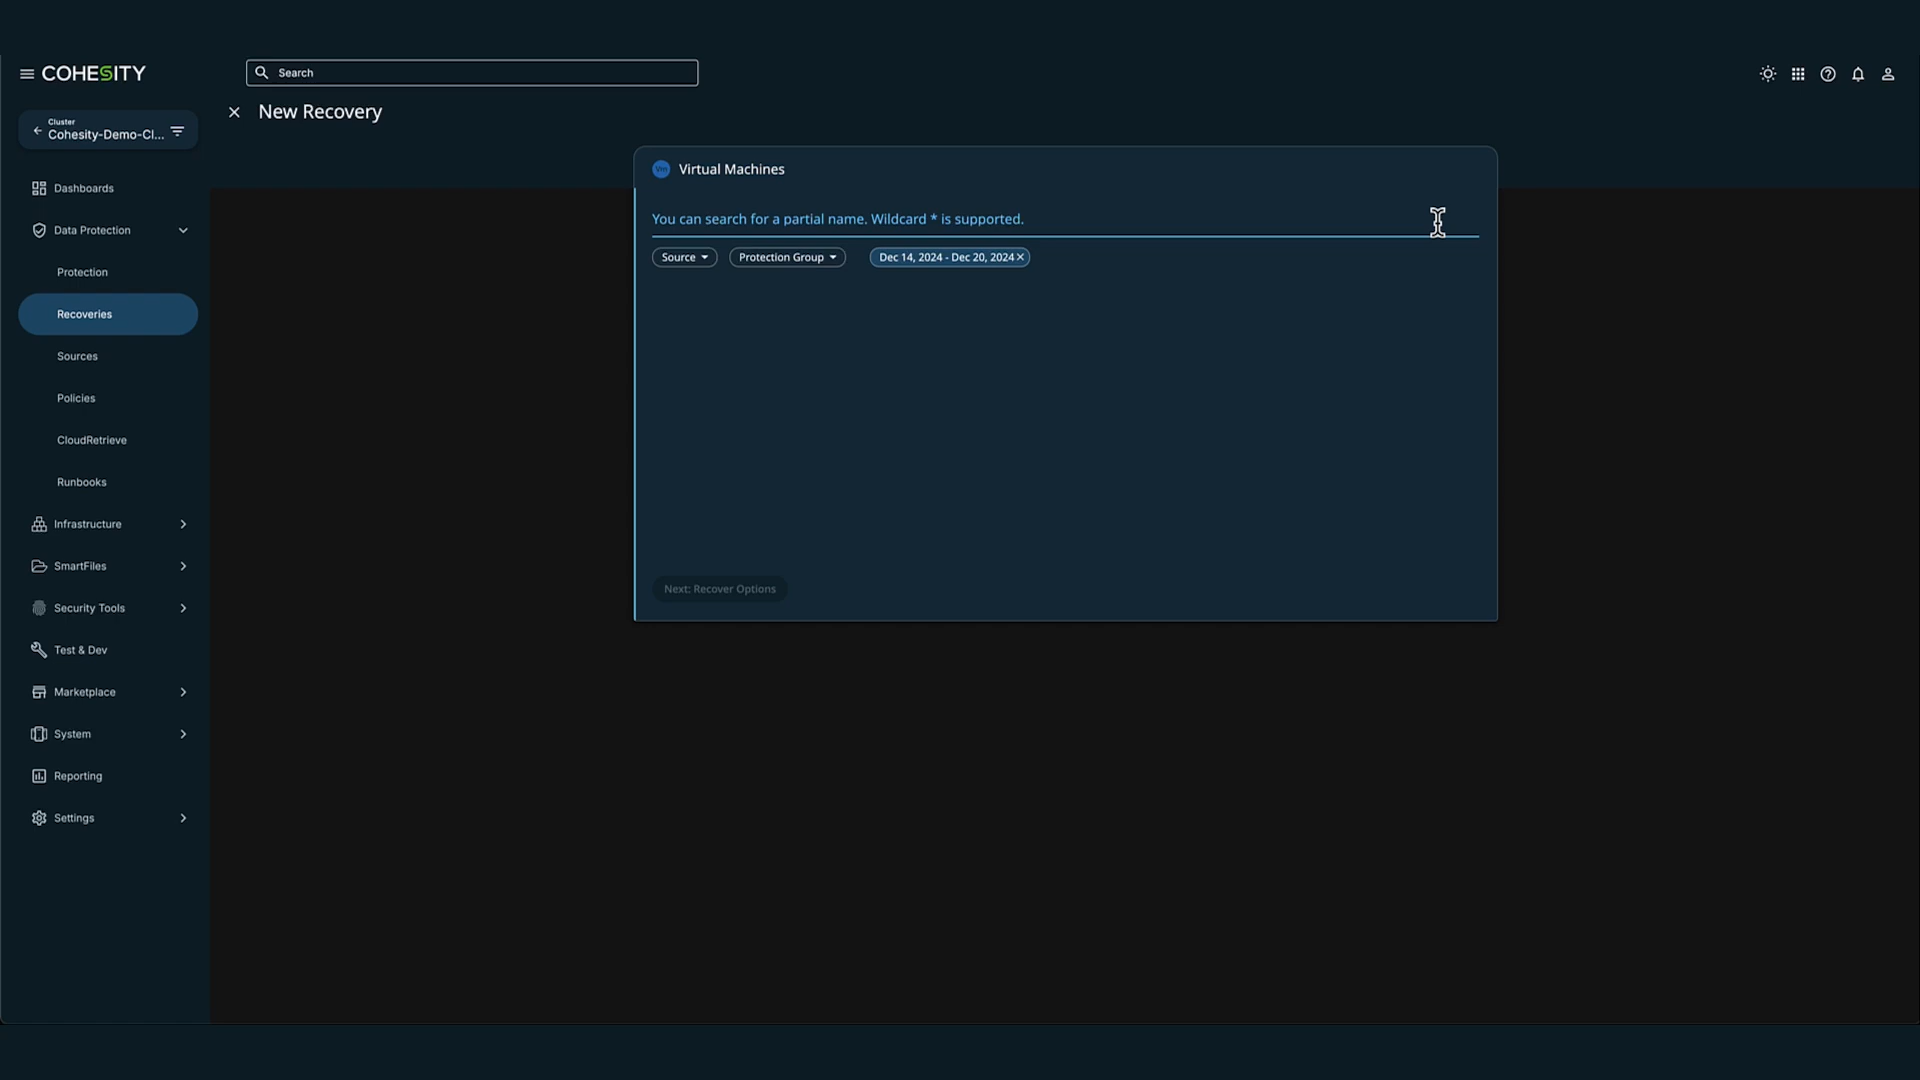 COHESITY
Search
Cluster
Cohesity-Demo-Cl...
New Recovery
Virtual Machines
You can search for a partial name. Wildcard * is supported.
Source
Protection Group
Dec 14, 2024 - Dec 20, 2024
Next: Recover Options
Dashboards
Data Protection
Protection
Recoveries
Sources
Policies
CloudRetrieve
Runbooks
Infrastructure
SmartFiles
Security Tools
Test & Dev
Marketplace
System
Reporting
Settings